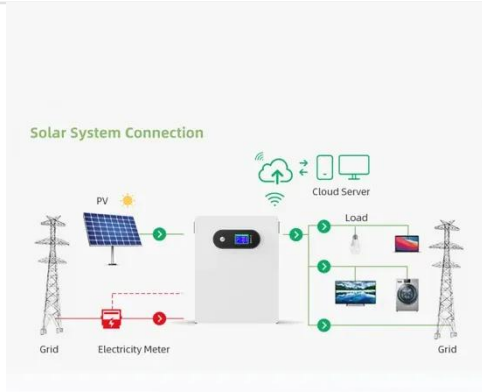 Solar System Connection
Cloud Server
PV
Load
Grid
Electricity Meter
Grid